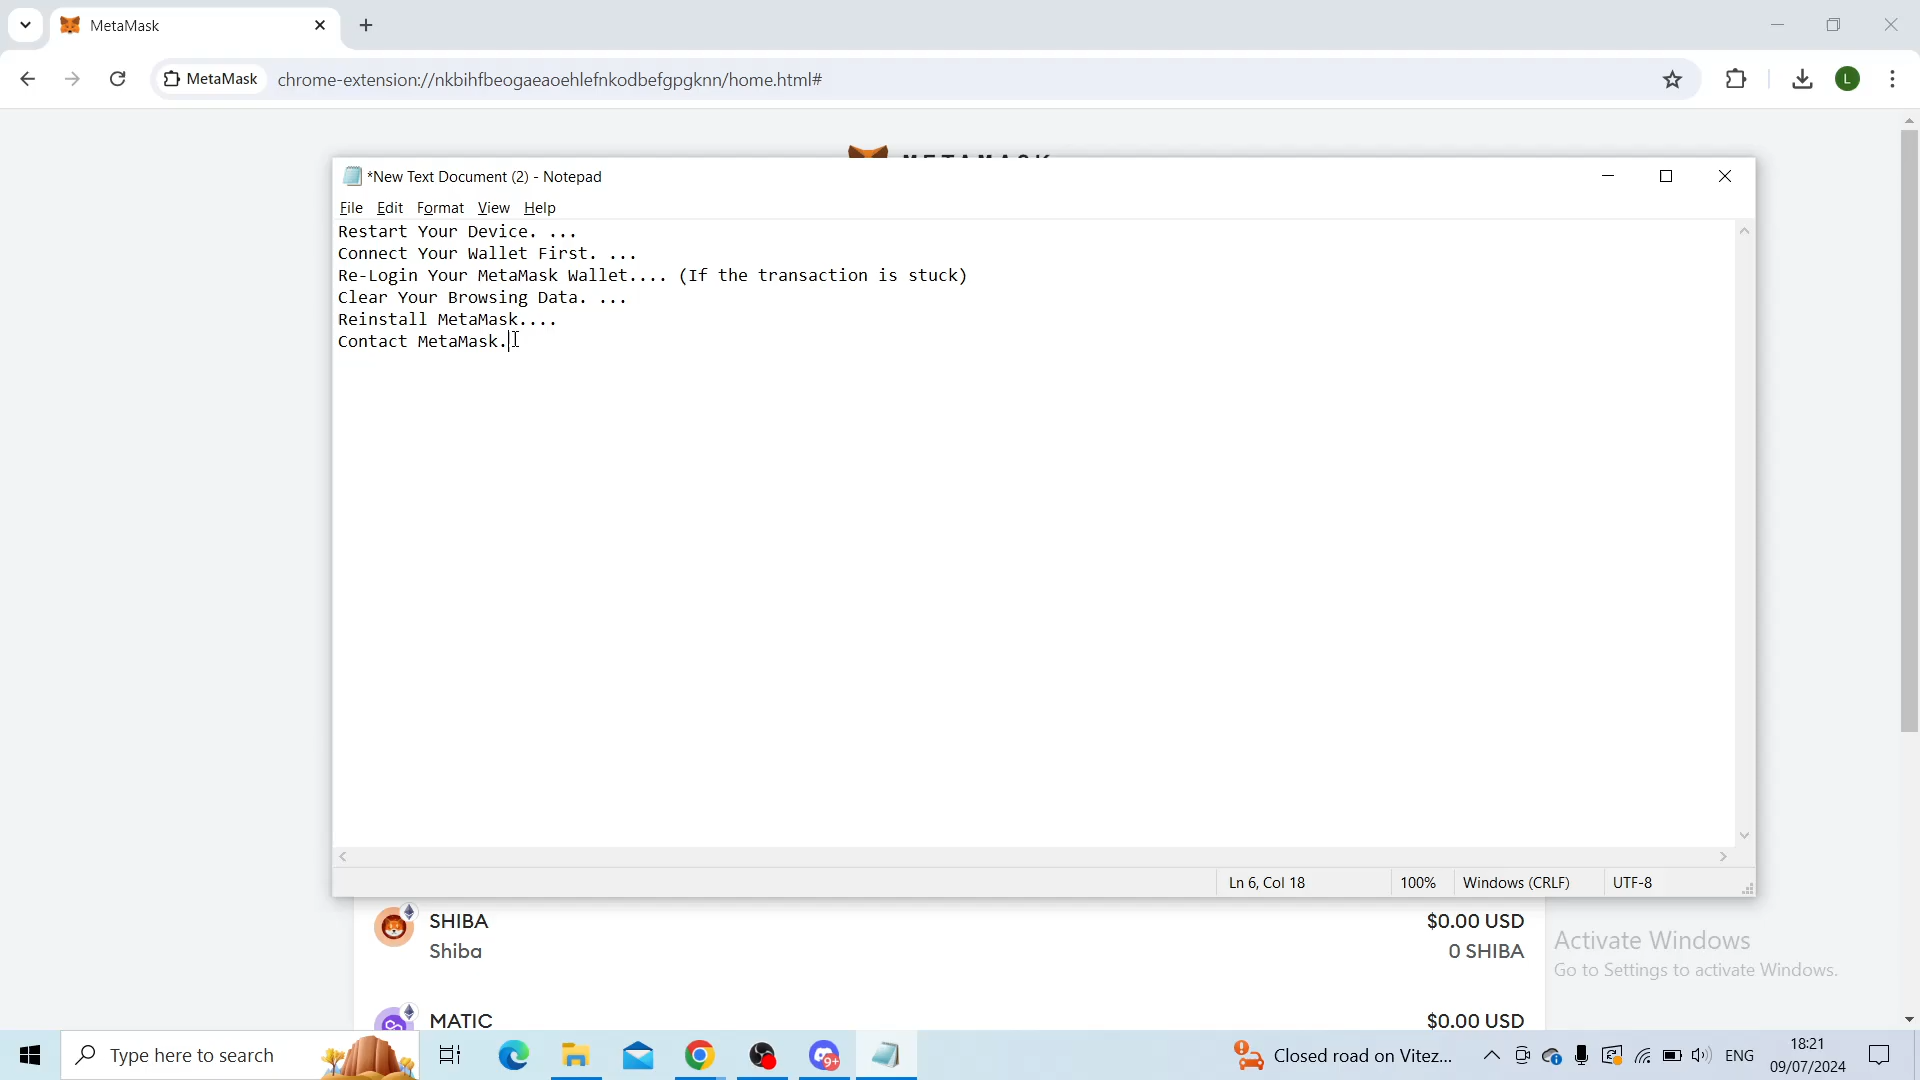 MetaMask
MetaMask
chrome-extension://nkbihfbeogaeaoehlefnkodbefgpgknn/home.html#
L
METAMASK
*New Text Document (2) - Notepad
File Edit Format View Help
Restart Your Device. ...
Connect Your Wallet First. ...
Re-Login Your MetaMask Wallet.... (If the transaction is stuck)
Clear Your Browsing Data. ...
Reinstall MetaMask....
Contact MetaMask.
Ln 6, Col 18
100%
Windows (CRLF)
UTF-8
SHIBA
$0.00 USD
Shiba
0 SHIBA
Activate Windows
Go to Settings to activate Windows.
MATIC
$0.00 USD
Type here to search
9+
Closed road on Vitez...
ENG
18:21
09/07/2024